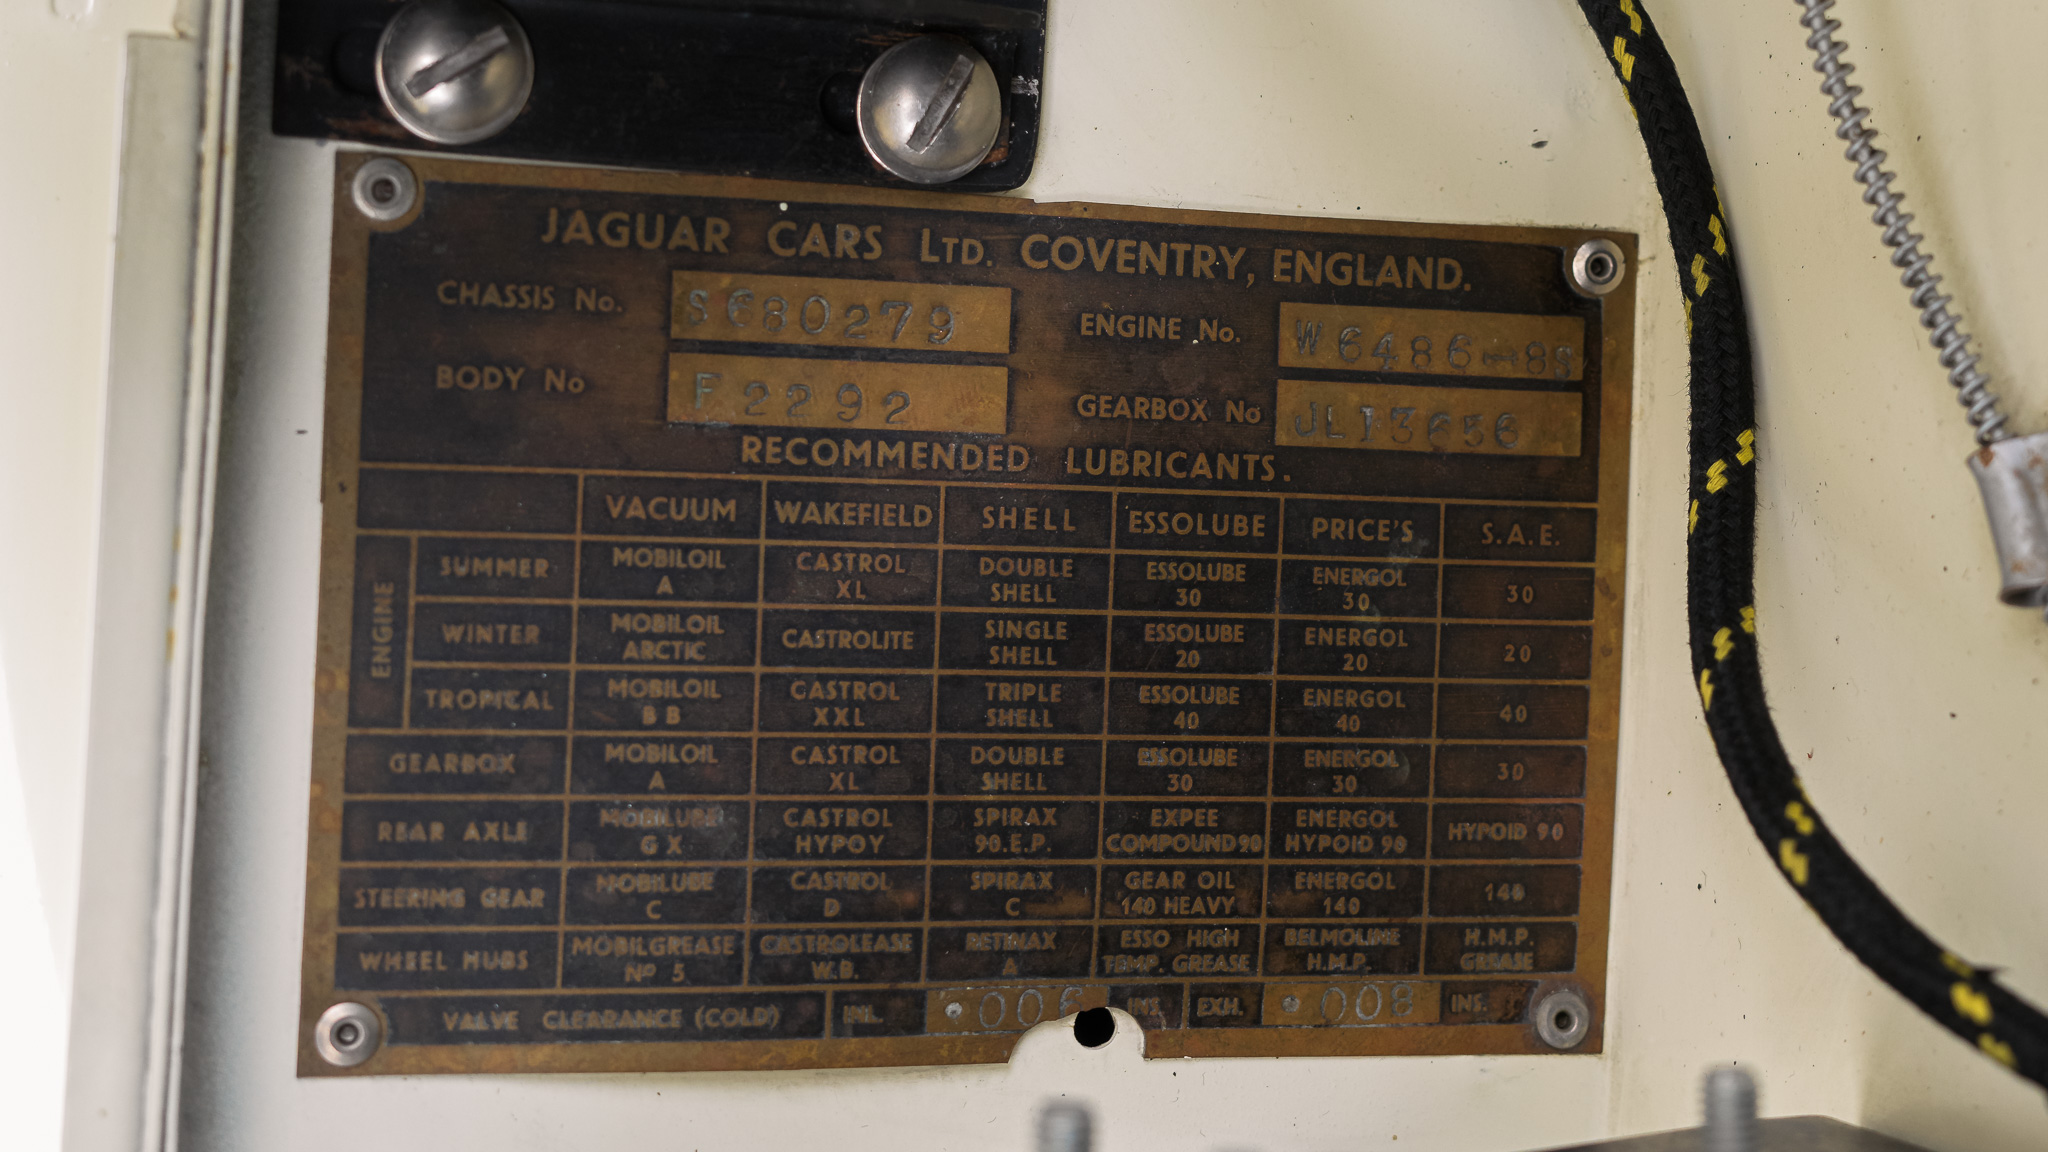 JAGUAR CARS LTD. COVENTRY, ENGLAND.
CHASSIS No. S680279 ENGINE No. W6486-8S
BODY No F2292 GEARBOX No JL13656
RECOMMENDED LUBRICANTS.
VACUUM WAKEFIELD SHELL ESSOLUBE PRICE'S S.A.E.
ENGINE
SUMMER MOBILOIL A CASTROL XL DOUBLE SHELL ESSOLUBE 30 ENERGOL 30 30
WINTER MOBILOIL ARCTIC CASTROLITE SINGLE SHELL ESSOLUBE 20 ENERGOL 20 20
TROPICAL MOBILOIL BB CASTROL XXL TRIPLE SHELL ESSOLUBE 40 ENERGOL 40 40
GEARBOX MOBILOIL A CASTROL XL DOUBLE SHELL ESSOLUBE 30 ENERGOL 30 30
REAR AXLE MOBILUBE GX CASTROL HYPOY SPIRAX 90.E.P. EXPEE COMPOUND 90 ENERGOL HYPOID 90 HYPOID 90
STEERING GEAR MOBILUBE C CASTROL D SPIRAX C GEAR OIL 140 HEAVY ENERGOL 140 140
WHEEL HUBS MOBILGREASE No 5 CASTROLEASE W.B. RETINAX A ESSO HIGH TEMP. GREASE BELMOLINE H.M.P. H.M.P. GREASE
VALVE CLEARANCE (COLD) INL. .006 INS. EXH. .008 INS.